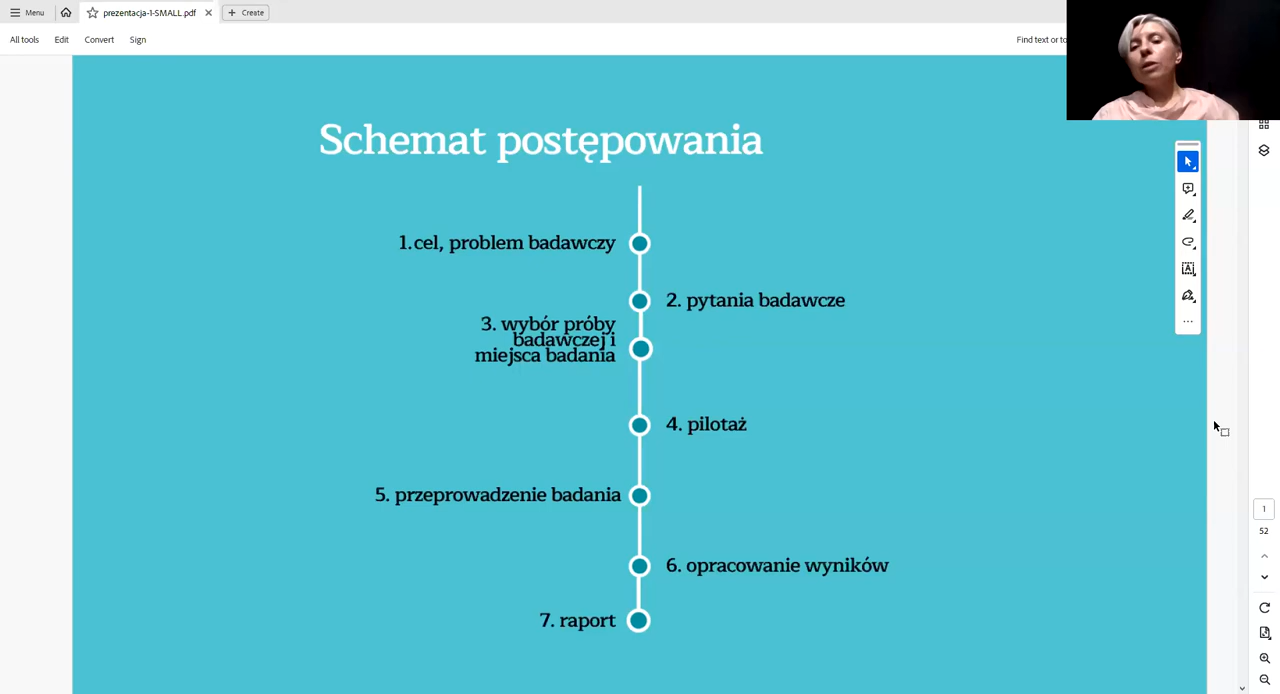 Menu
prezentacja-1-SMALL.pdf
Create
All tools
Edit
Convert
Sign
Find text or to
Schemat postępowania
1.cel, problem badawczy
2. pytania badawcze
3. wybór próby
badawczej i
miejsca badania
4. pilotaż
5. przeprowadzenie badania
6. opracowanie wyników
7. raport
1
52